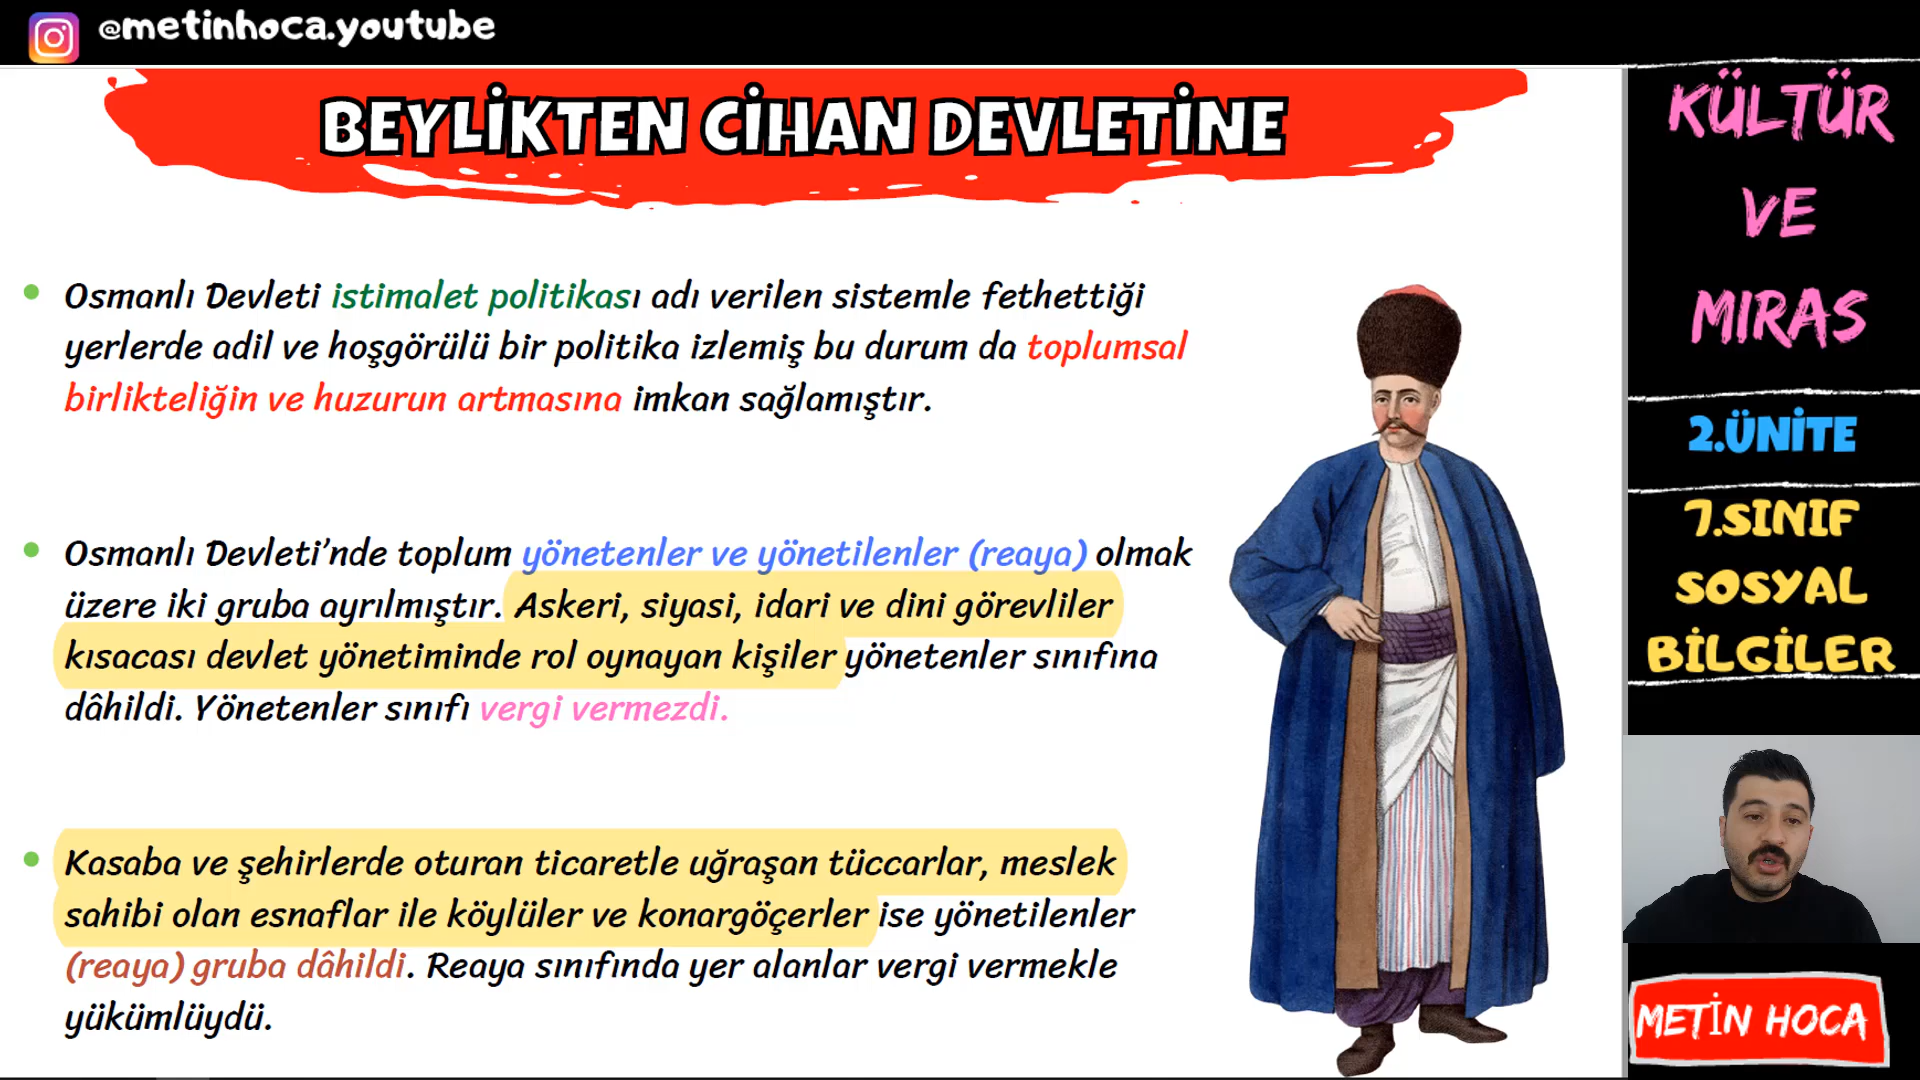 @metinhoca.youtube
BEYLİKTEN CİHAN DEVLETİNE
Osmanlı Devleti istimalet politikası adı verilen sistemle fethettiği
yerlerde adil ve hoşgörülü bir politika izlemiş bu durum da toplumsal
birlikteliğin ve huzurun artmasına imkan sağlamıştır.
Osmanlı Devleti’nde toplum yönetenler ve yönetilenler (reaya) olmak
üzere iki gruba ayrılmıştır. Askeri, siyasi, idari ve dini görevliler
kısacası devlet yönetiminde rol oynayan kişiler yönetenler sınıfına
dâhildi. Yönetenler sınıfı vergi vermezdi.
Kasaba ve şehirlerde oturan ticaretle uğraşan tüccarlar, meslek
sahibi olan esnaflar ile köylüler ve konargöçerler ise yönetilenler
(reaya) gruba dâhildi. Reaya sınıfında yer alanlar vergi vermekle
yükümlüydü.
KÜLTÜR
VE
MIRAS
2.ÜNİTE
7.SINIF
SOSYAL
BİLGİLER
METİN HOCA